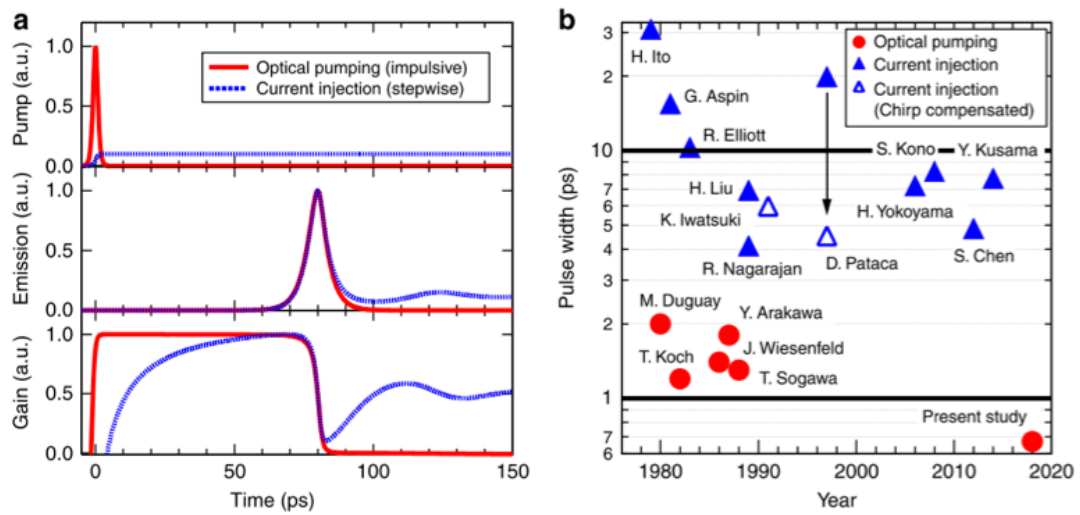 a
Pump (a.u.)
1.0
0.5
0.0
Optical pumping (impulsive)
Current injection (stepwise)
Emission (a.u.)
1.0
0.5
0.0
Gain (a.u.)
1.0
0.5
0.0
0
50
100
150
Time (ps)
b
Pulse width (ps)
3
2
10
7
6
5
4
3
2
1
7
6
Optical pumping
Current injection
Current injection
(Chirp compensated)
H. Ito
G. Aspin
R. Elliott
S. Kono
Y. Kusama
H. Liu
K. Iwatsuki
H. Yokoyama
R. Nagarajan
D. Pataca
S. Chen
M. Duguay
Y. Arakawa
T. Koch
J. Wiesenfeld
T. Sogawa
Present study
1980
1990
2000
2010
2020
Year